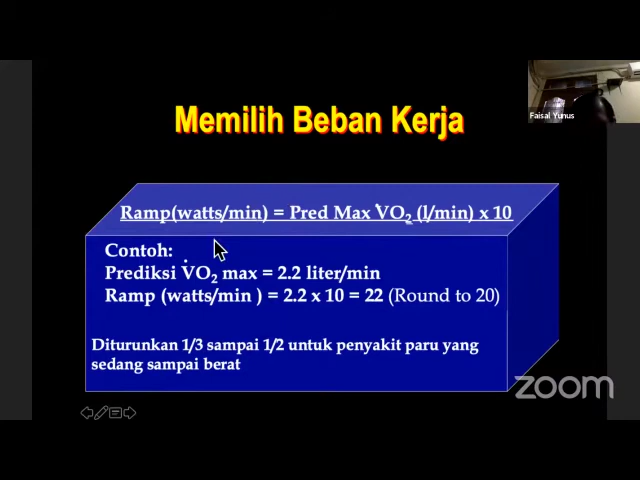 Faisal Yunus
Memilih Beban Kerja
Ramp(watts/min) = Pred Max V̇O₂ (l/min) x 10
Contoh:
Prediksi V̇O₂ max = 2.2 liter/min
Ramp (watts/min ) = 2.2 x 10 = 22 (Round to 20)
Diturunkan 1/3 sampai 1/2 untuk penyakit paru yang
sedang sampai berat
zoom